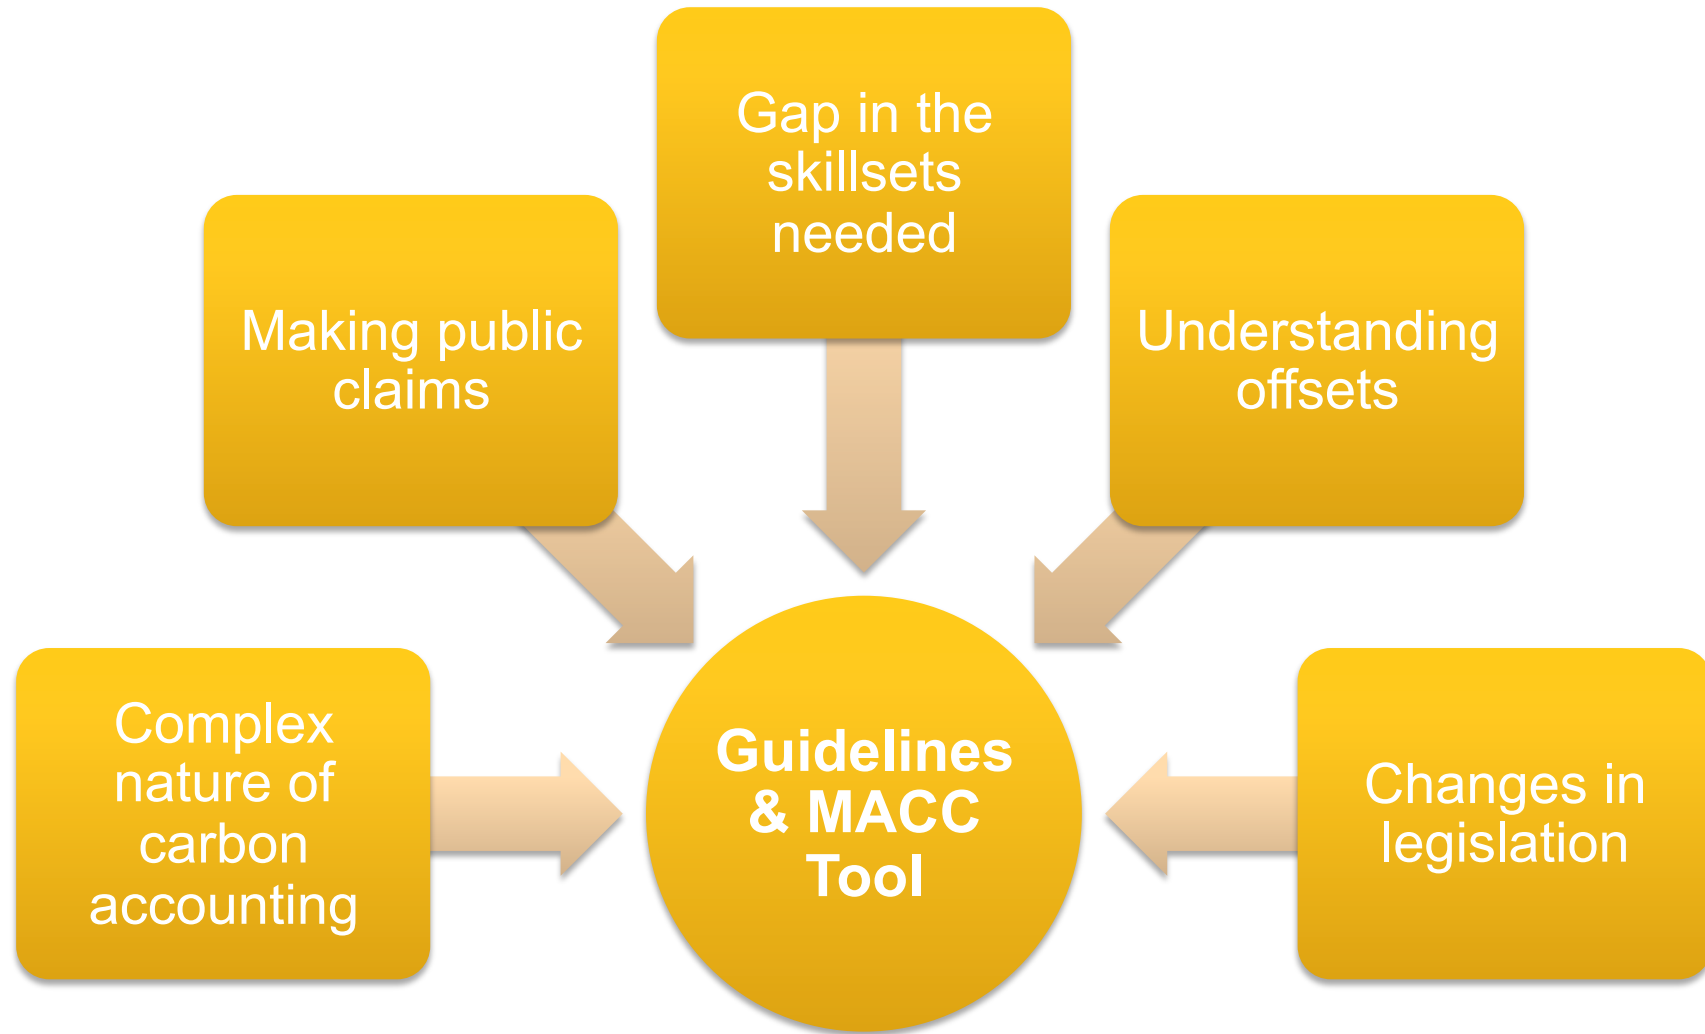 Gap in the
skillsets
needed
Making public
claims
Understanding
offsets
Complex
nature of
carbon
accounting
Guidelines
& MACC
Tool
Changes in
legislation